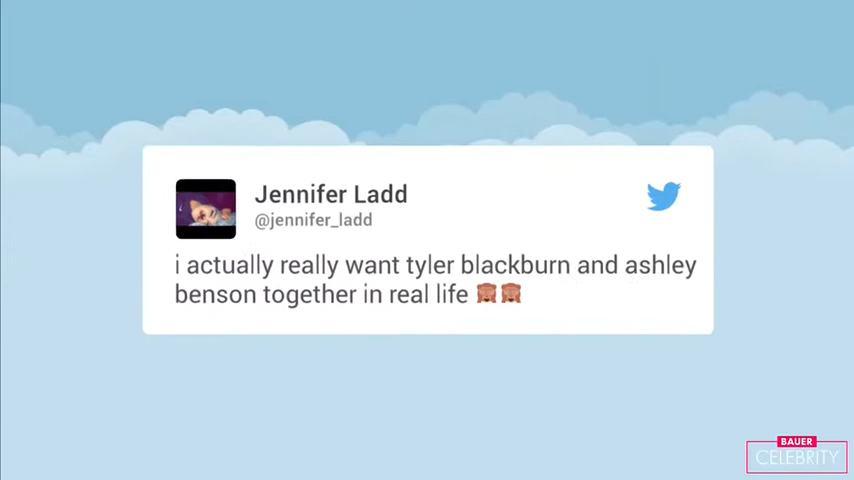 Jennifer Ladd
@jennifer_ladd
i actually really want tyler blackburn and ashley
benson together in real life 🙈🙈
BAUER
CELEBRITY